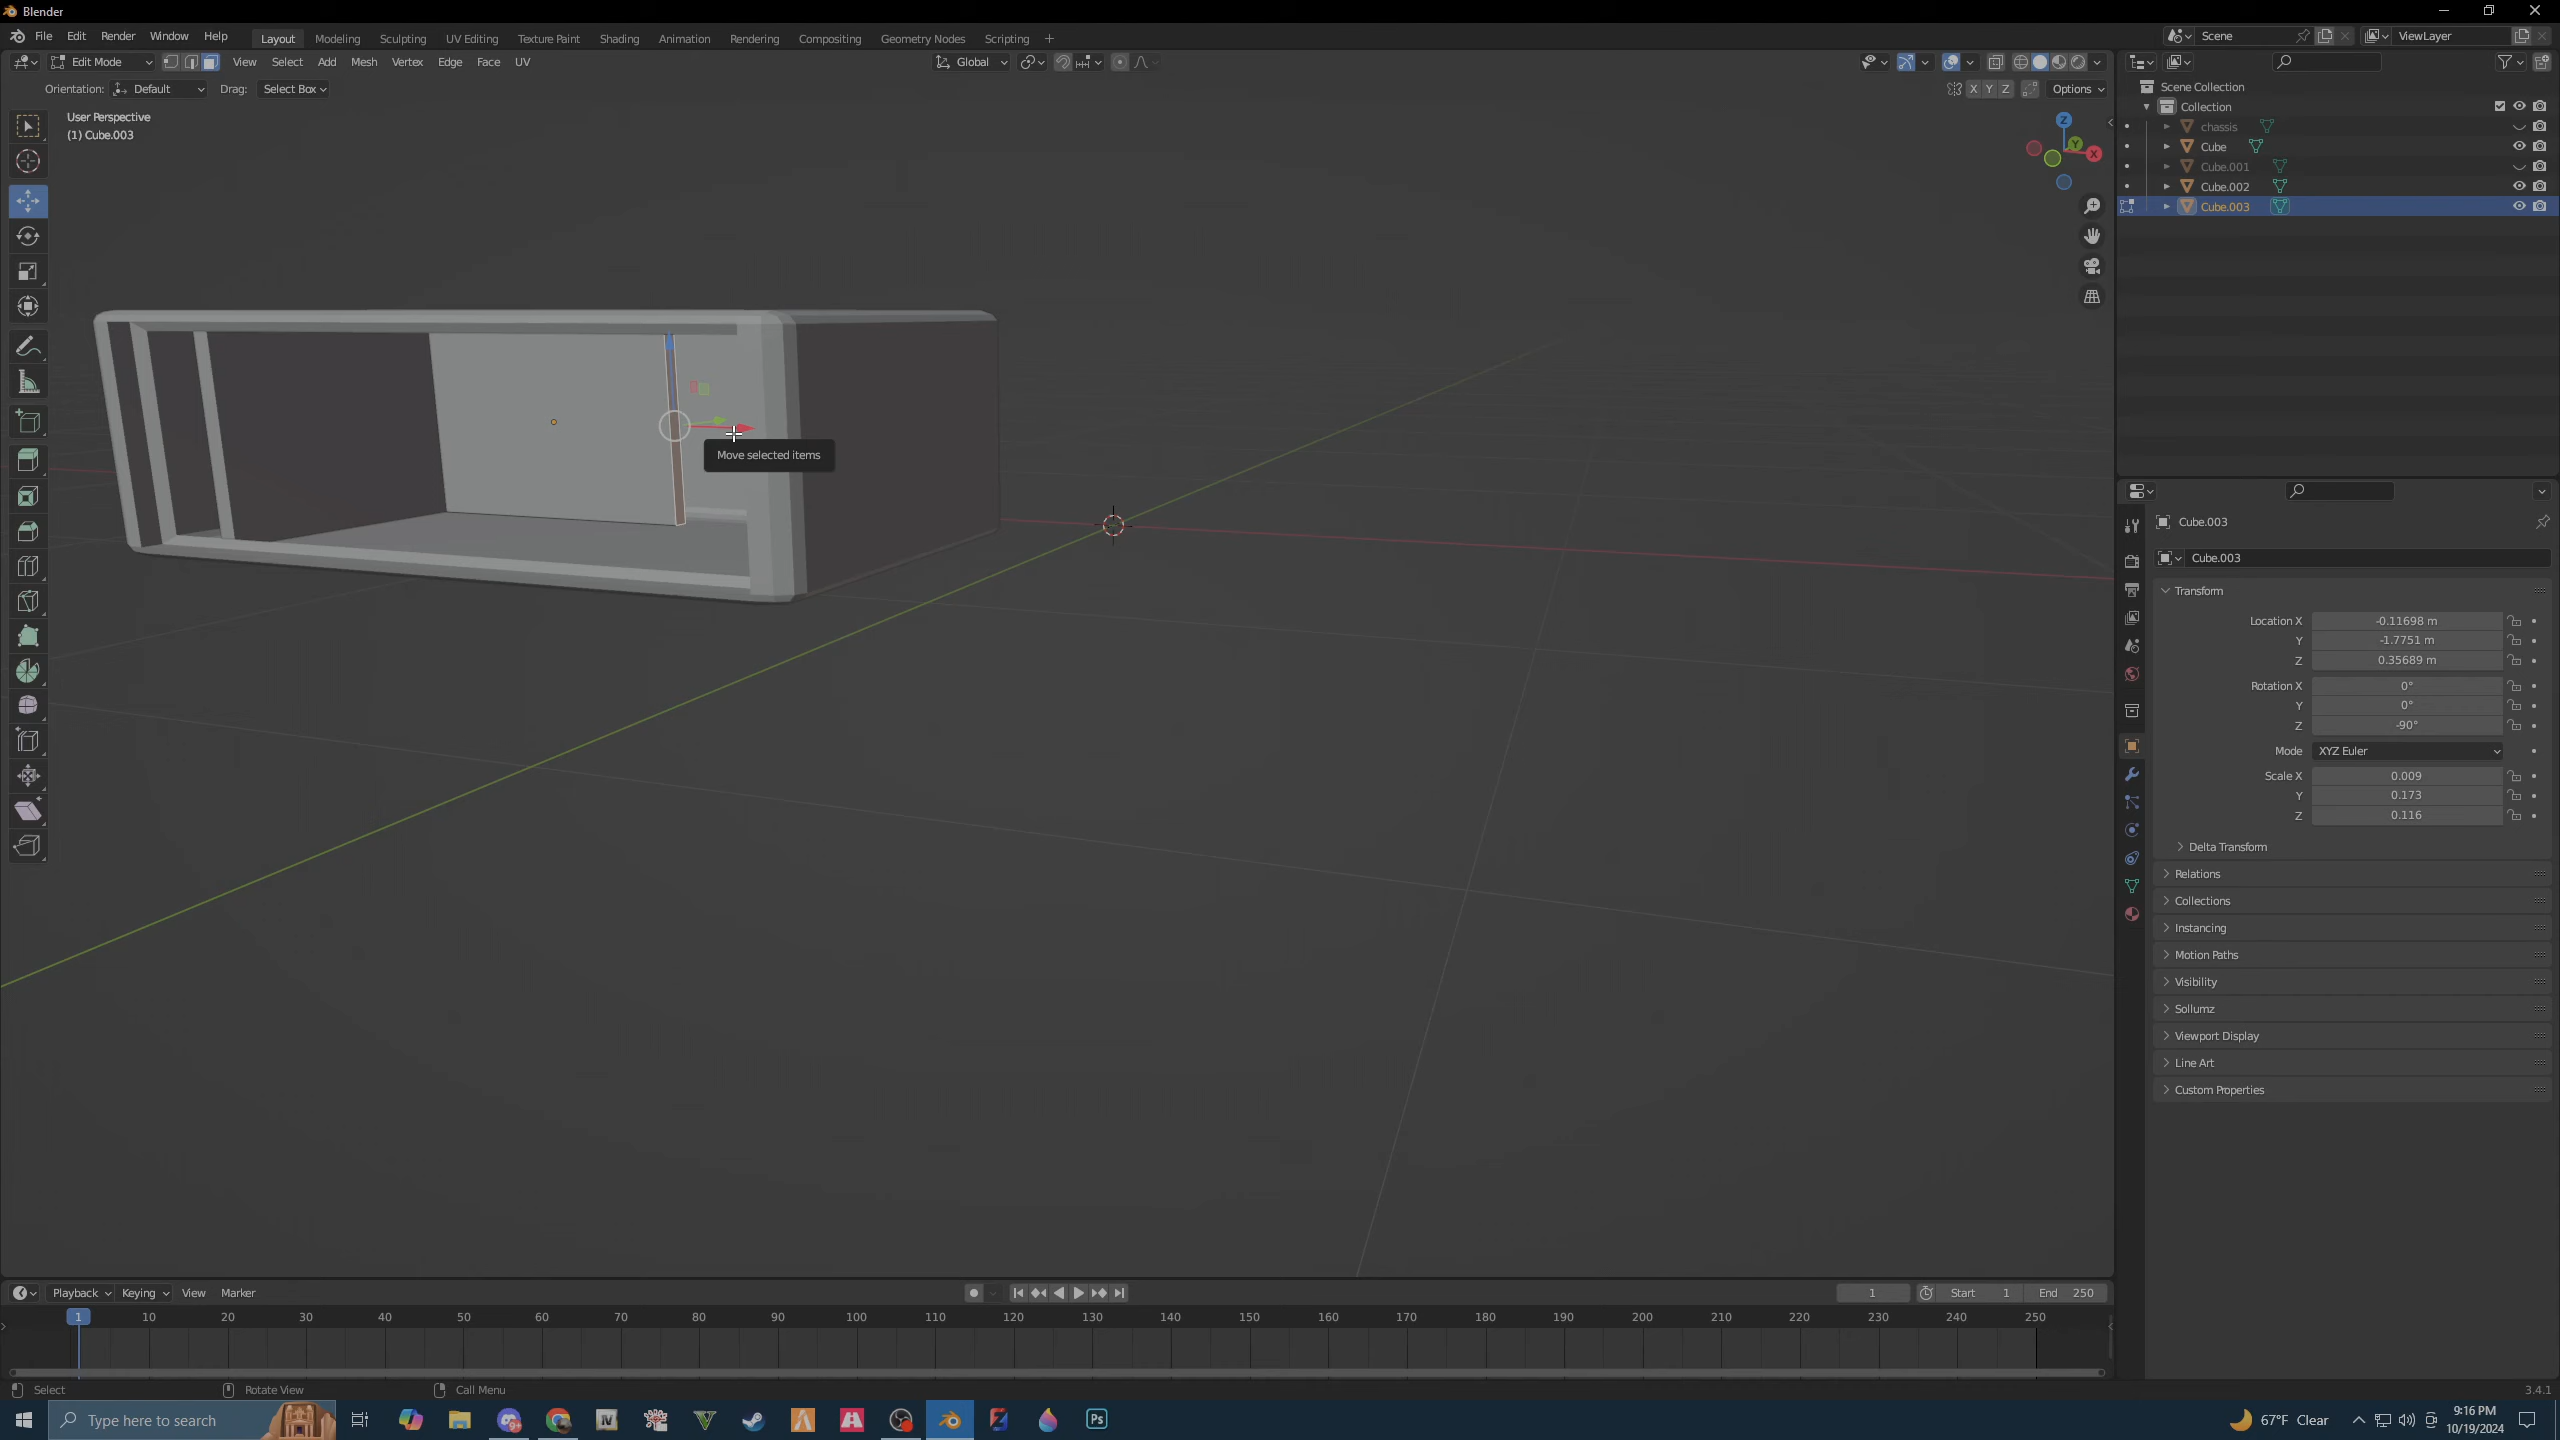 Blender
File Edit Render Window Help Layout Modeling Sculpting UV Editing Texture Paint Shading Animation Rendering Compositing Geometry Nodes Scripting
Scene
ViewLayer
Edit Mode View Select Add Mesh Vertex Edge Face UV
Global
Orientation: Default Drag: Select Box
X Y Z Options
User Perspective
(1) Cube.003
Z
Y
X
Move selected items
Scene Collection
Collection
chassis
Cube
Cube.001
Cube.002
Cube.003
Cube.003
Cube.003
Transform
Location X -0.11698 m
Y -1.7751 m
Z 0.35689 m
Rotation X 0°
Y 0°
Z -90°
Mode XYZ Euler
Scale X 0.009
Y 0.173
Z 0.116
Delta Transform
Relations
Collections
Instancing
Motion Paths
Visibility
Sollumz
Viewport Display
Line Art
Custom Properties
Playback Keying View Marker
1 Start 1 End 250
1 10 20 30 40 50 60 70 80 90 100 110 120 130 140 150 160 170 180 190 200 210 220 230 240 250
Select Rotate View Call Menu
3.4.1
Type here to search
Ps
67°F Clear
9:16 PM
10/19/2024